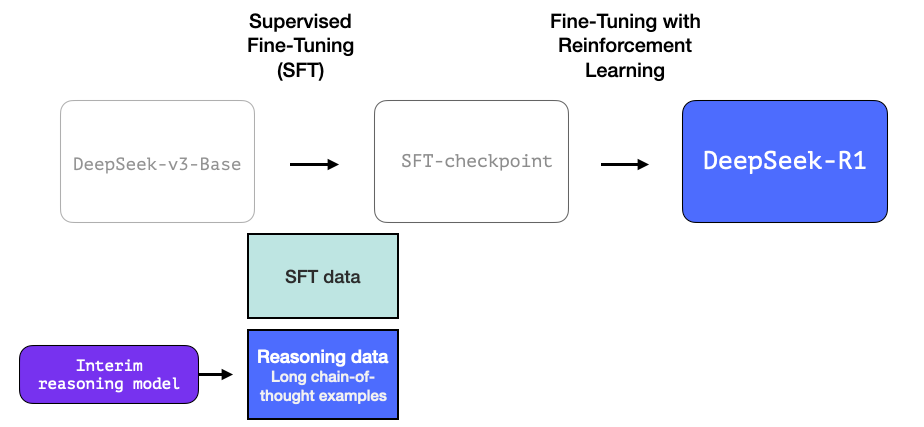 Supervised
Fine-Tuning
(SFT)
Fine-Tuning with
Reinforcement
Learning
DeepSeek-v3-Base
SFT-checkpoint
DeepSeek-R1
SFT data
Reasoning data
Long chain-of-
thought examples
Interim
reasoning model